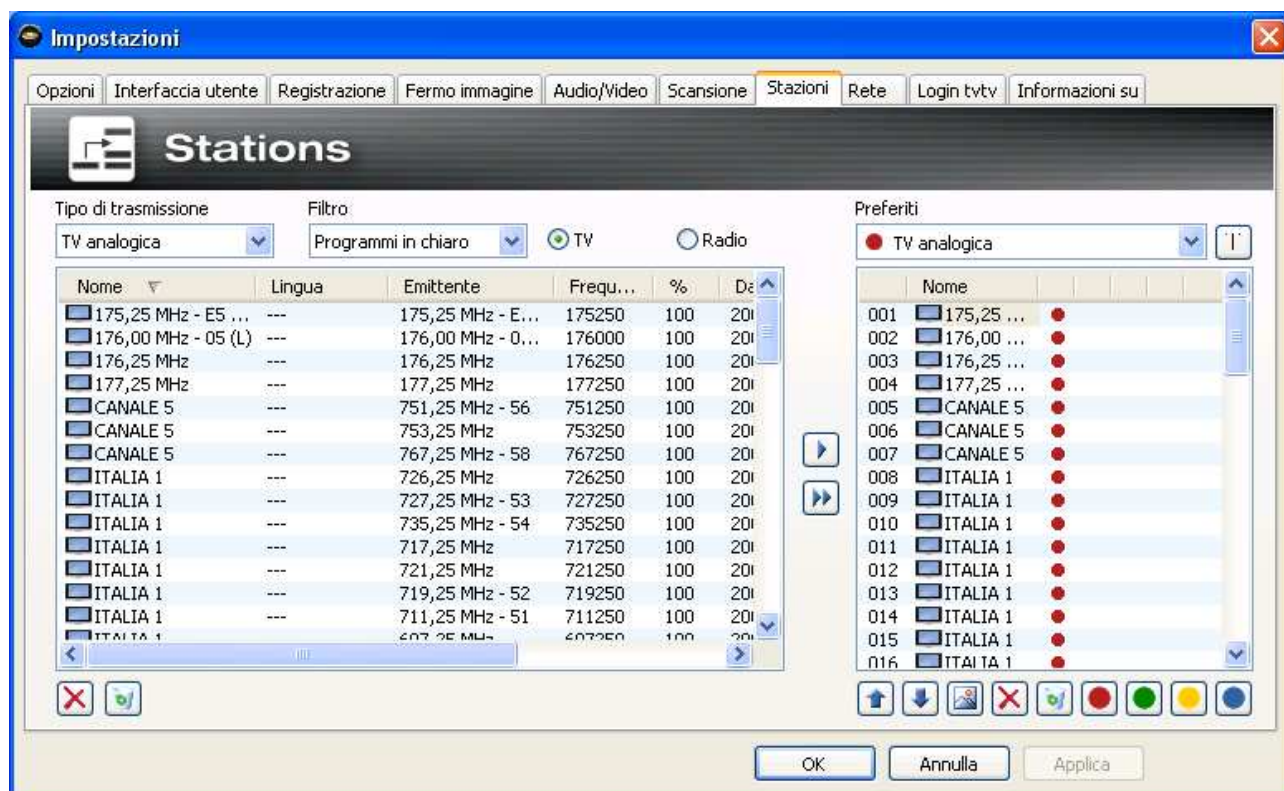 Impostazioni
Opzioni Interfaccia utente Registrazione Fermo immagine Audio/Video Scansione Stazioni Rete Login tvtv Informazioni su
Stations
Tipo di trasmissione Filtro Preferiti
TV analogica Programmi in chiaro TV Radio TV analogica
Nome Lingua Emittente Frequ... % Nome
175,25 MHz - E5 ... --- 175,25 MHz - E... 175250 100 001 175,25 ...
176,00 MHz - 05 (L) --- 176,00 MHz - 0... 176000 100 002 176,00 ...
176,25 MHz --- 176,25 MHz 176250 100 003 176,25 ...
177,25 MHz --- 177,25 MHz 177250 100 004 177,25 ...
CANALE 5 --- 751,25 MHz - 56 751250 100 005 CANALE 5
CANALE 5 --- 753,25 MHz 753250 100 006 CANALE 5
CANALE 5 --- 767,25 MHz - 58 767250 100 007 CANALE 5
ITALIA 1 --- 726,25 MHz 726250 100 008 ITALIA 1
ITALIA 1 --- 727,25 MHz - 53 727250 100 009 ITALIA 1
ITALIA 1 --- 735,25 MHz - 54 735250 100 010 ITALIA 1
ITALIA 1 --- 717,25 MHz 717250 100 011 ITALIA 1
ITALIA 1 --- 721,25 MHz 721250 100 012 ITALIA 1
ITALIA 1 --- 719,25 MHz - 52 719250 100 013 ITALIA 1
ITALIA 1 --- 711,25 MHz - 51 711250 100 014 ITALIA 1
ITALIA 1 100 015 ITALIA 1
016 ITALIA 1
OK Annulla Applica